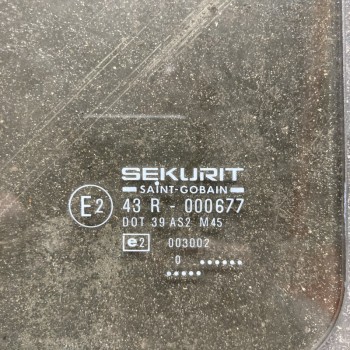 SEKURIT
SAINT-GOBAIN
E2 43 R - 000677
DOT 39 AS2 M45
e2 003002
0 ......
.....